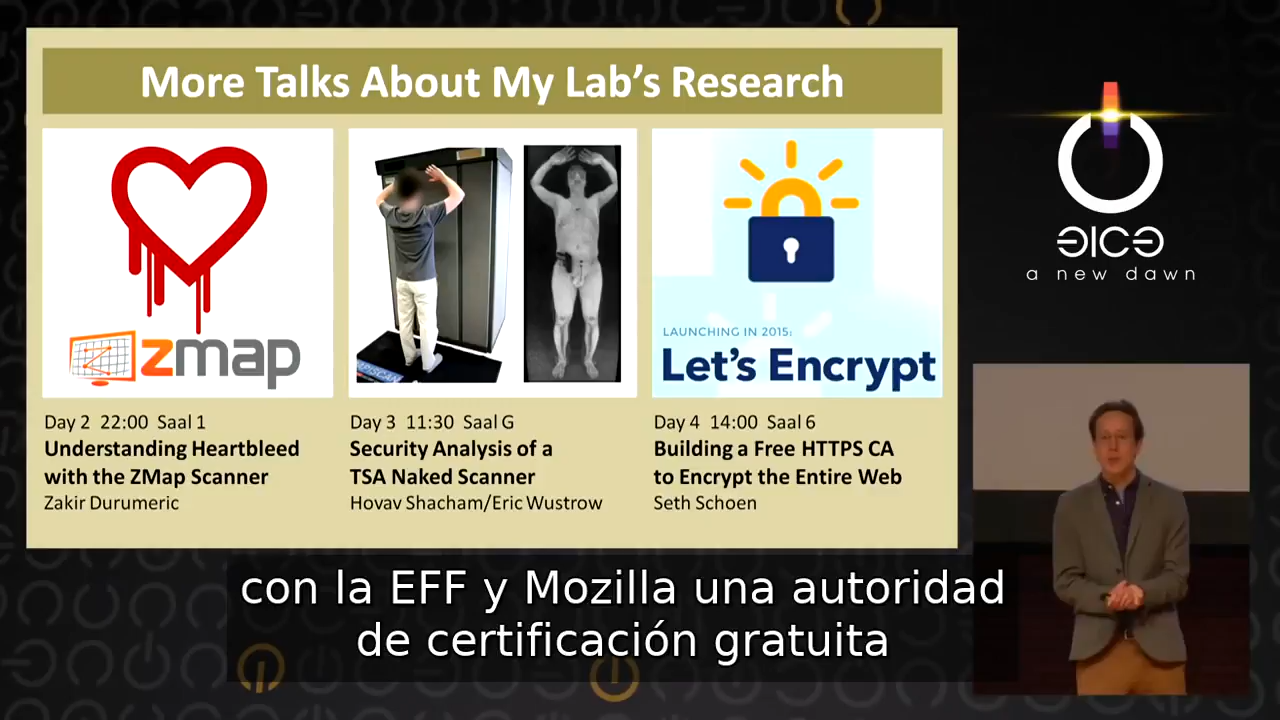 More Talks About My Lab's Research
zmap
LAUNCHING IN 2015:
Let's Encrypt
Day 2 22:00 Saal 1
Understanding Heartbleed
with the ZMap Scanner
Zakir Durumeric
Day 3 11:30 Saal G
Security Analysis of a
TSA Naked Scanner
Hovav Shacham/Eric Wustrow
Day 4 14:00 Saal 6
Building a Free HTTPS CA
to Encrypt the Entire Web
Seth Schoen
a new dawn
con la EFF y Mozilla una autoridad
de certificación gratuita